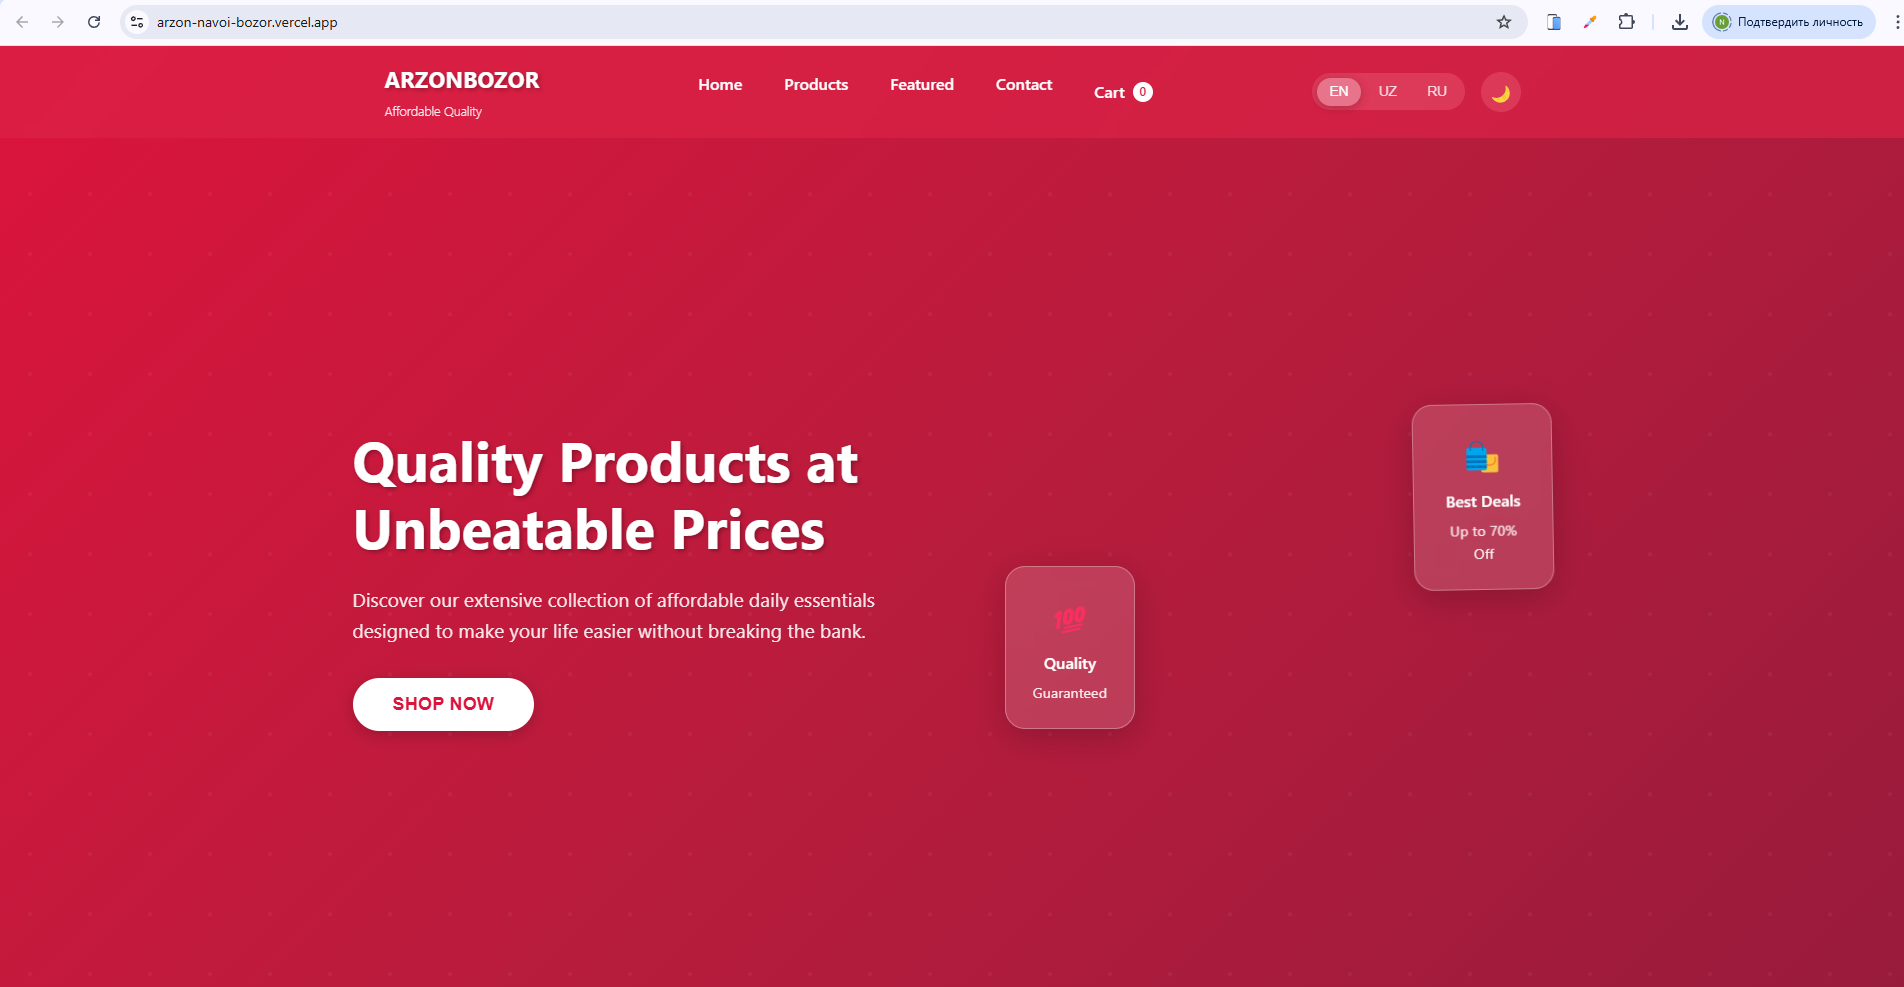 arzon-navoi-bozor.vercel.app
N
Подтвердить личность
ARZONBOZOR
Affordable Quality
Home
Products
Featured
Contact
Cart 0
EN
UZ
RU
Quality Products at
Unbeatable Prices
Discover our extensive collection of affordable daily essentials
designed to make your life easier without breaking the bank.
SHOP NOW
100
Quality
Guaranteed
Best Deals
Up to 70%
Off